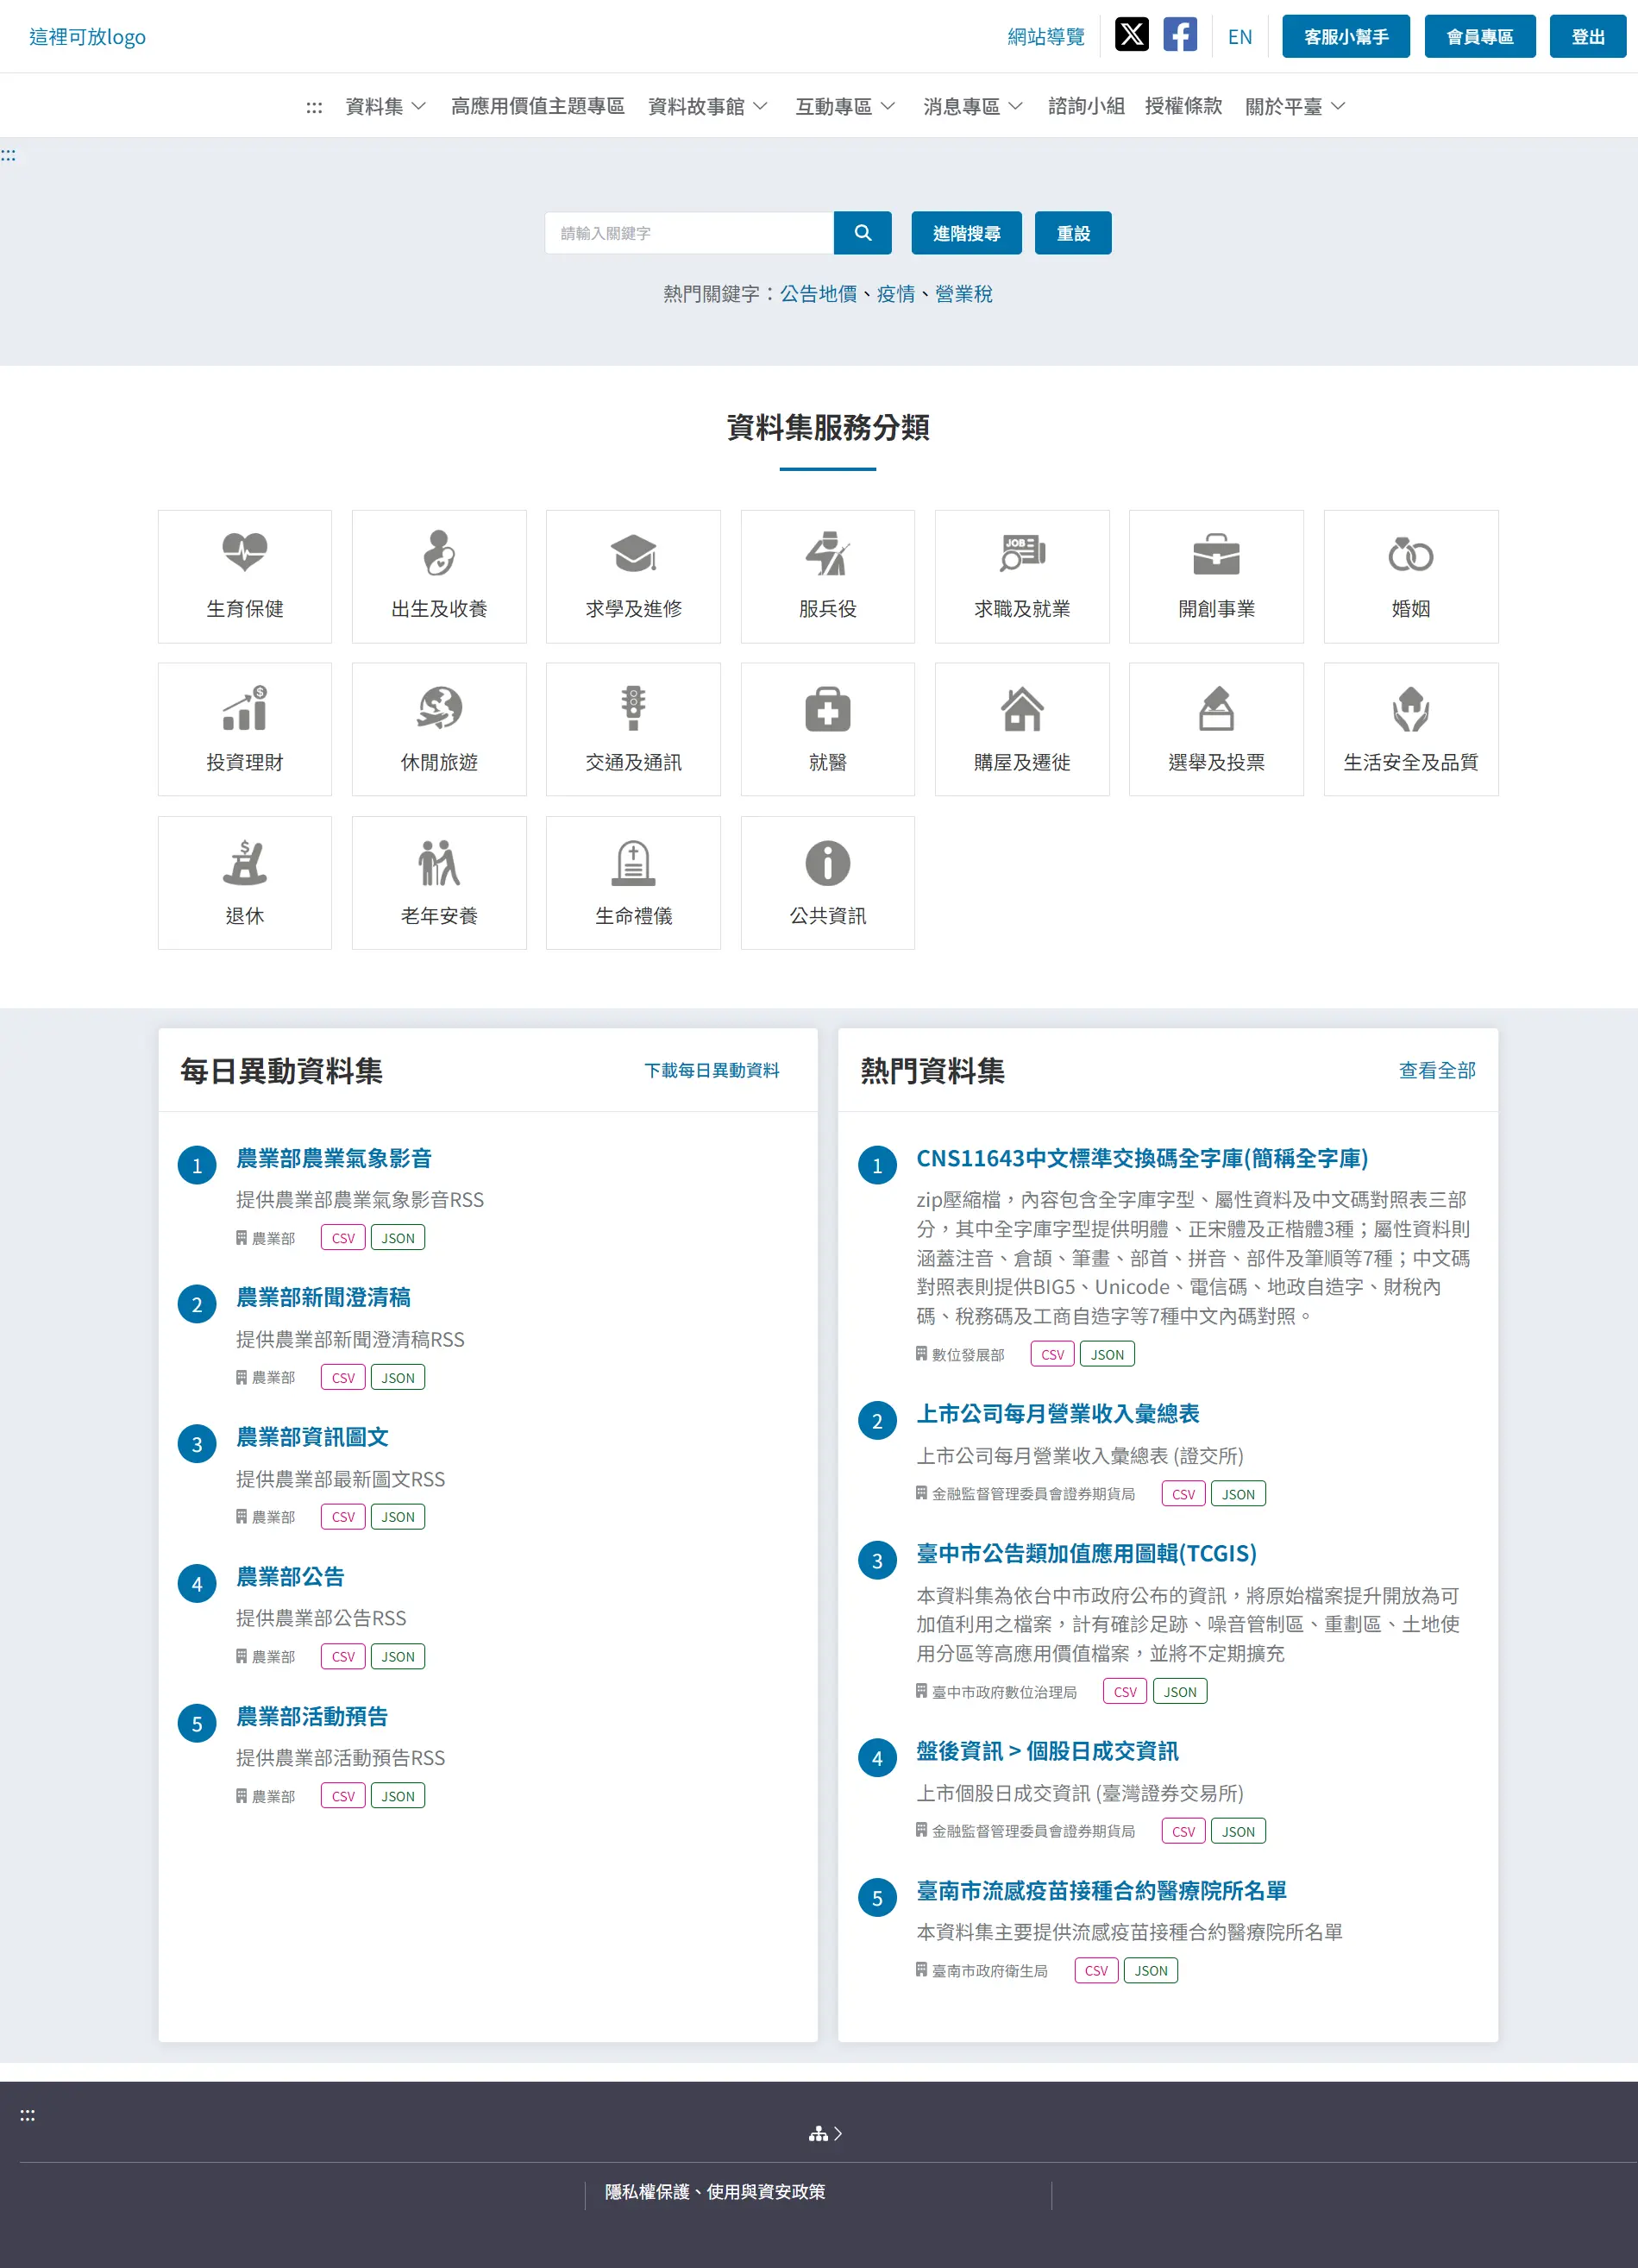 這裡可放logo
網站導覽
EN
客服小幫手
會員專區
登出
:::
資料集
高應用價值主題專區
資料故事館
互動專區
消息專區
諮詢小組
授權條款
關於平臺
:::
請輸入關鍵字
進階搜尋
重設
熱門關鍵字：公告地價、疫情、營業稅
資料集服務分類
生育保健
出生及收養
求學及進修
服兵役
JOB
求職及就業
開創事業
婚姻
$
投資理財
休閒旅遊
交通及通訊
就醫
購屋及遷徙
選舉及投票
生活安全及品質
$
退休
老年安養
生命禮儀
公共資訊
每日異動資料集
下載每日異動資料
1
農業部農業氣象影音
提供農業部農業氣象影音RSS
農業部 CSV JSON
2
農業部新聞澄清稿
提供農業部新聞澄清稿RSS
農業部 CSV JSON
3
農業部資訊圖文
提供農業部最新圖文RSS
農業部 CSV JSON
4
農業部公告
提供農業部公告RSS
農業部 CSV JSON
5
農業部活動預告
提供農業部活動預告RSS
農業部 CSV JSON
熱門資料集
查看全部
1
CNS11643中文標準交換碼全字庫(簡稱全字庫)
zip壓縮檔，內容包含全字庫字型、屬性資料及中文碼對照表三部
分，其中全字庫字型提供明體、正宋體及正楷體3種；屬性資料則
涵蓋注音、倉頡、筆畫、部首、拼音、部件及筆順等7種；中文碼
對照表則提供BIG5、Unicode、電信碼、地政自造字、財稅內
碼、稅務碼及工商自造字等7種中文內碼對照。
數位發展部 CSV JSON
2
上市公司每月營業收入彙總表
上市公司每月營業收入彙總表 (證交所)
金融監督管理委員會證券期貨局 CSV JSON
3
臺中市公告類加值應用圖輯(TCGIS)
本資料集為依台中市政府公布的資訊，將原始檔案提升開放為可
加值利用之檔案，計有確診足跡、噪音管制區、重劃區、土地使
用分區等高應用價值檔案，並將不定期擴充
臺中市政府數位治理局 CSV JSON
4
盤後資訊 > 個股日成交資訊
上市個股日成交資訊 (臺灣證券交易所)
金融監督管理委員會證券期貨局 CSV JSON
5
臺南市流感疫苗接種合約醫療院所名單
本資料集主要提供流感疫苗接種合約醫療院所名單
臺南市政府衛生局 CSV JSON
:::
隱私權保護、使用與資安政策